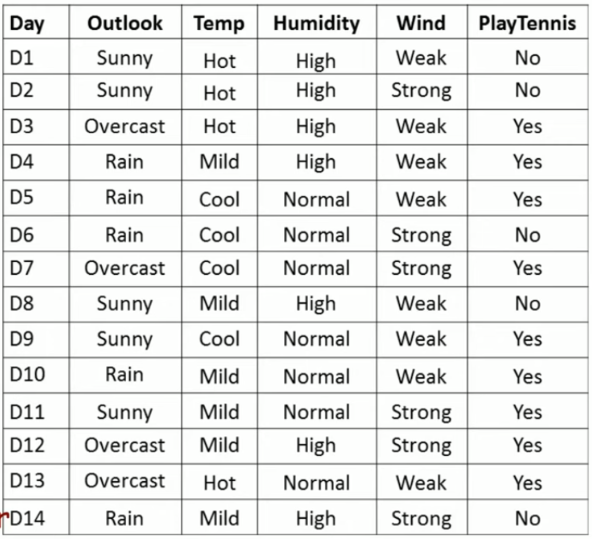 Day Outlook Temp Humidity Wind PlayTennis
D1 Sunny Hot High Weak No
D2 Sunny Hot High Strong No
D3 Overcast Hot High Weak Yes
D4 Rain Mild High Weak Yes
D5 Rain Cool Normal Weak Yes
D6 Rain Cool Normal Strong No
D7 Overcast Cool Normal Strong Yes
D8 Sunny Mild High Weak No
D9 Sunny Cool Normal Weak Yes
D10 Rain Mild Normal Weak Yes
D11 Sunny Mild Normal Strong Yes
D12 Overcast Mild High Strong Yes
D13 Overcast Hot Normal Weak Yes
r D14 Rain Mild High Strong No